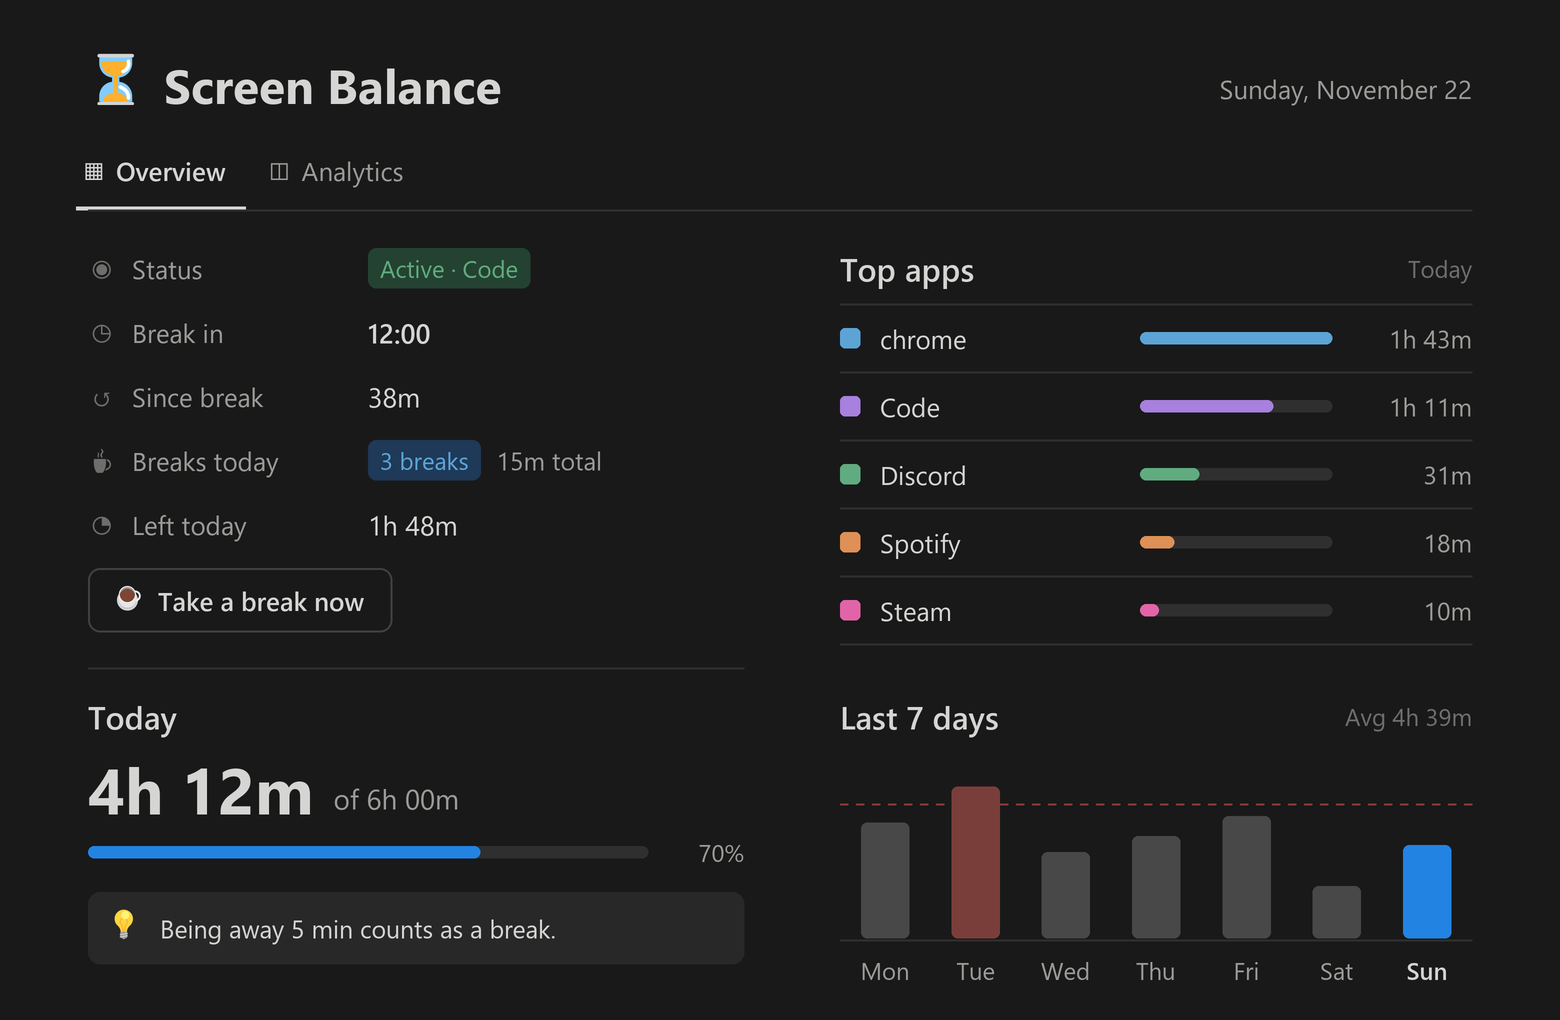 Screen Balance
Sunday, November 22
Overview
Analytics
Status Active · Code
Break in 12:00
Since break 38m
Breaks today 3 breaks 15m total
Left today 1h 48m
Take a break now
Top apps Today
chrome 1h 43m
Code 1h 11m
Discord 31m
Spotify 18m
Steam 10m
Today
4h 12m of 6h 00m
70%
Being away 5 min counts as a break.
Last 7 days Avg 4h 39m
Mon Tue Wed Thu Fri Sat Sun